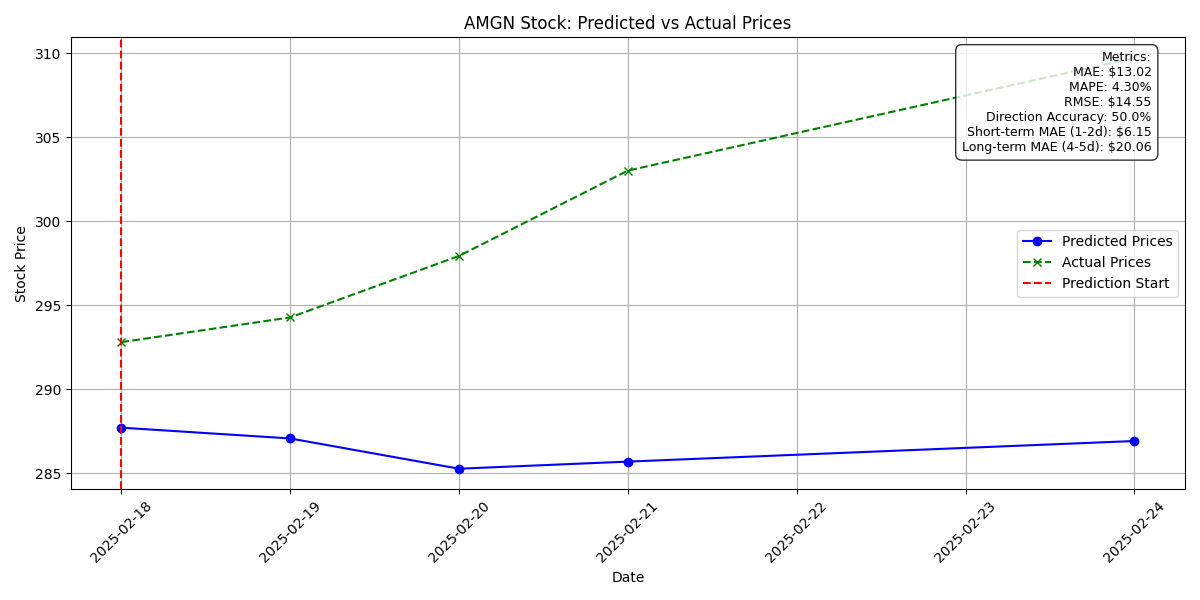 AMGN Stock: Predicted vs Actual Prices
Metrics:
MAE: $13.02
MAPE: 4.30%
RMSE: $14.55
Direction Accuracy: 50.0%
Short-term MAE (1-2d): $6.15
Long-term MAE (4-5d): $20.06
Predicted Prices
Actual Prices
Prediction Start
Stock Price
310
305
300
295
290
285
2025-02-18
2025-02-19
2025-02-20
2025-02-21
2025-02-22
2025-02-23
2025-02-24
Date